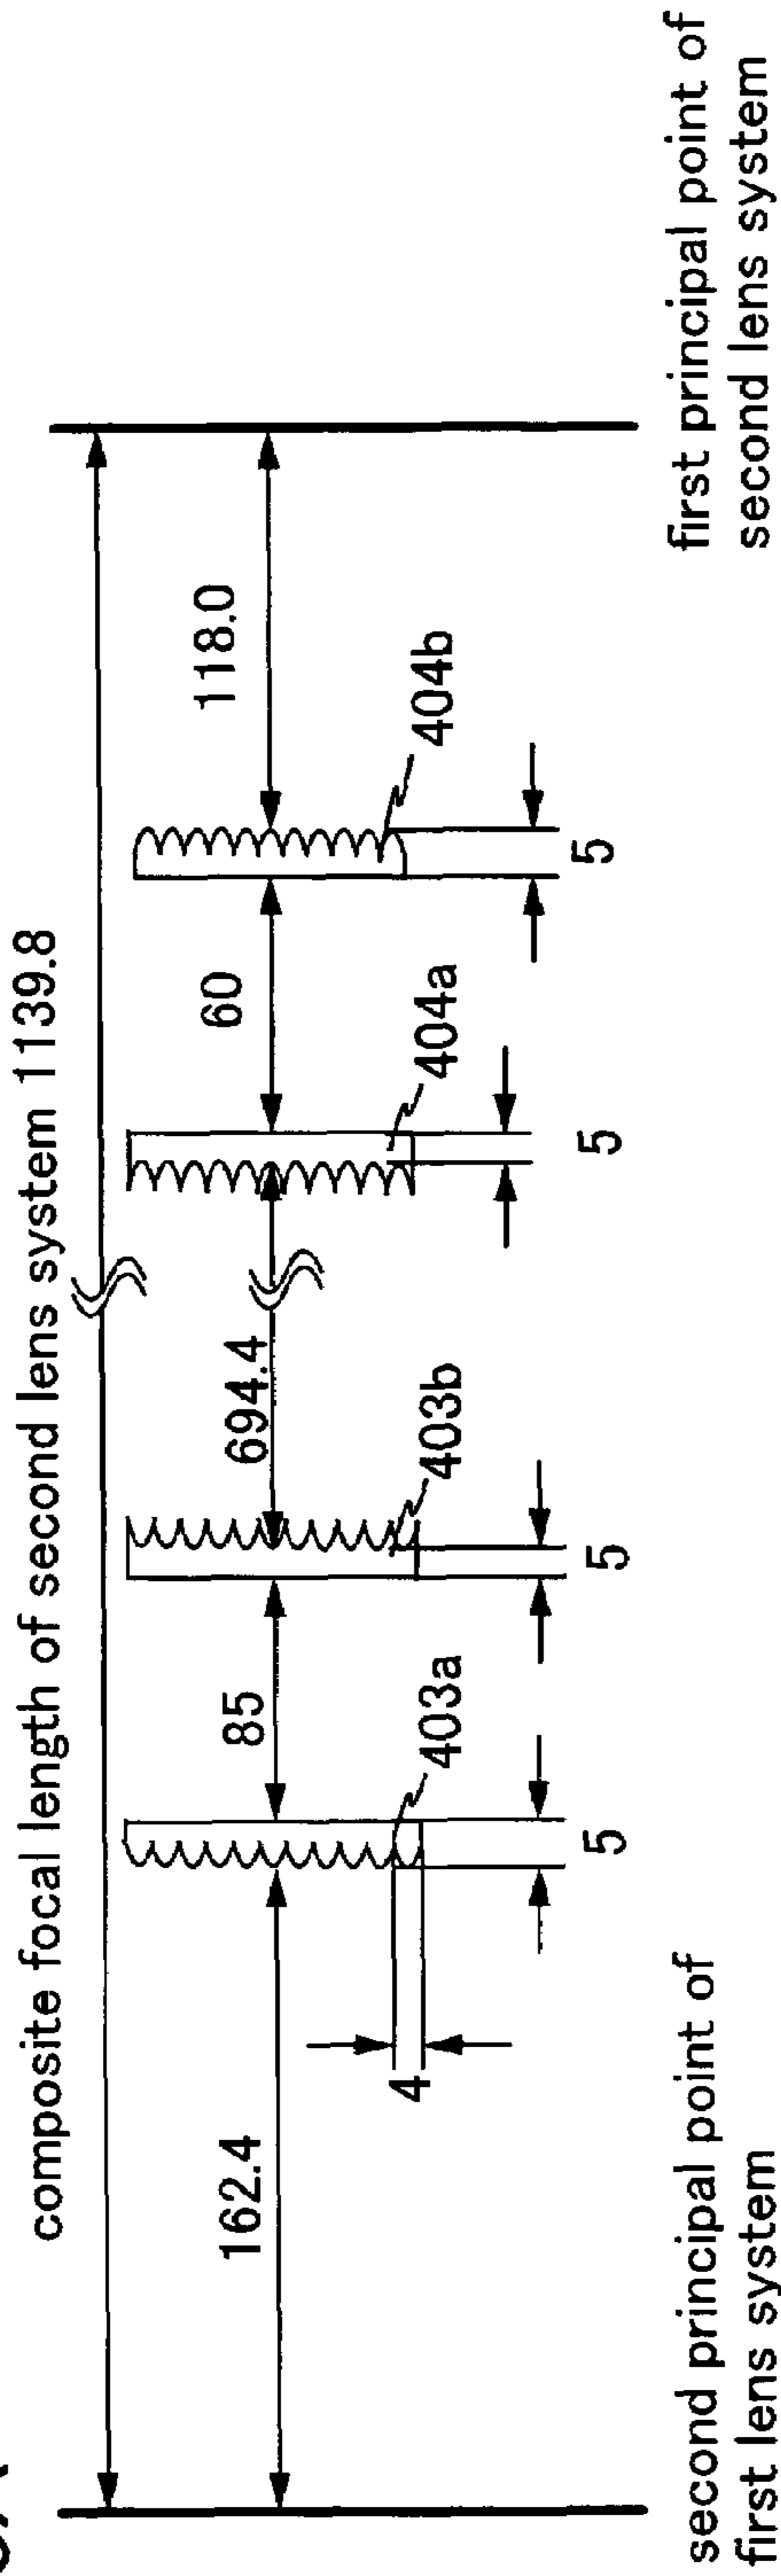 composite focal length of second lens system 1139.8
162.4
85
694.4
60
118.0
4
403a
403b
404a
404b
5
5
5
5
second principal point of
first lens system
first principal point of
second lens system